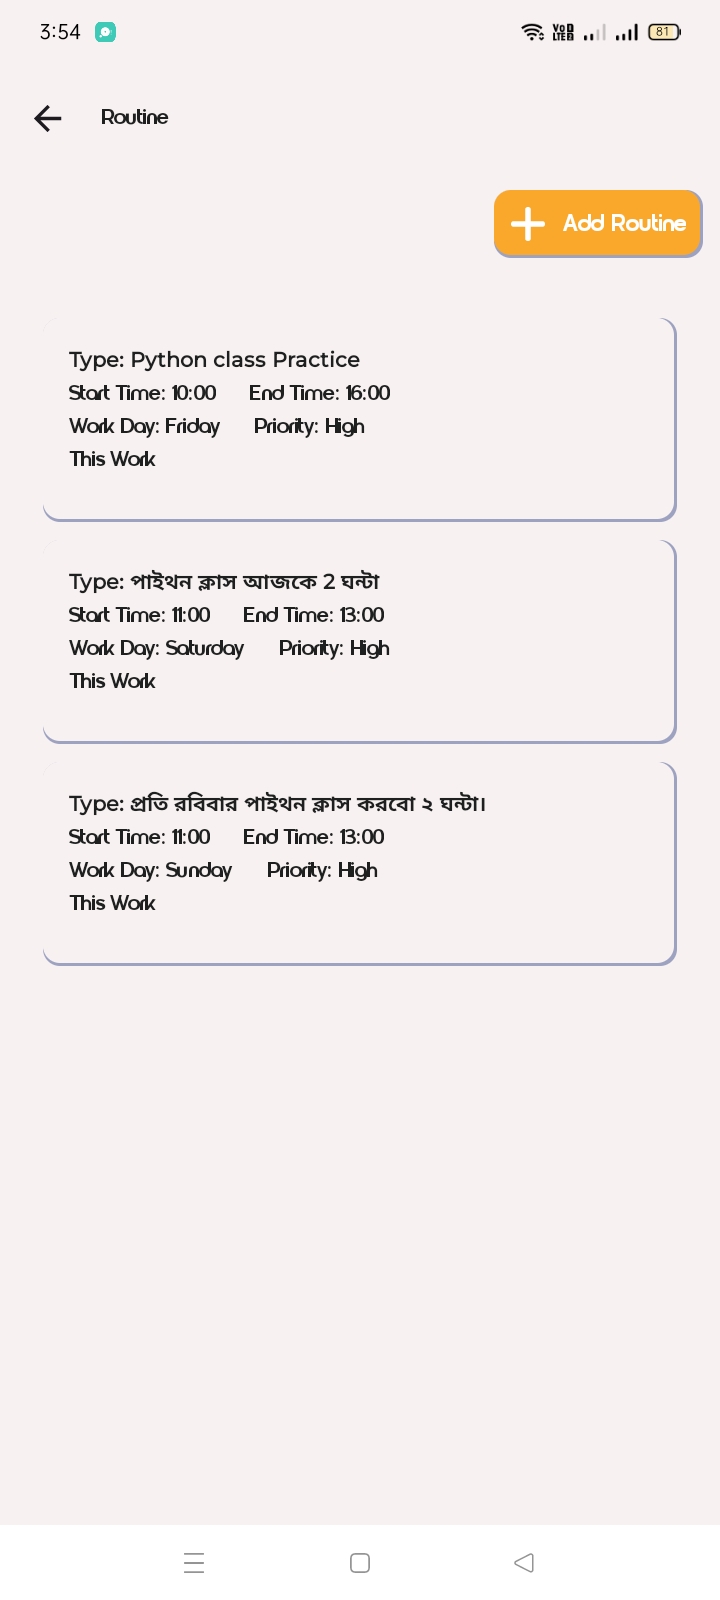 3:54
Vo D LTE 2
81
Routine
Add Routine
Type: Python class Practice
Start Time: 10:00 End Time: 16:00
Work Day: Friday Priority: High
This Work
Type: পাইথন ক্লাস আজকে 2 ঘন্টা
Start Time: 11:00 End Time: 13:00
Work Day: Saturday Priority: High
This Work
Type: প্রতি রবিবার পাইথন ক্লাস করবো ২ ঘন্টা।
Start Time: 11:00 End Time: 13:00
Work Day: Sunday Priority: High
This Work